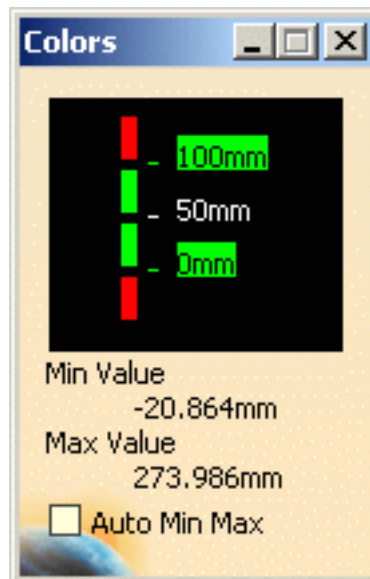 Colors
100mm
50mm
0mm
Min Value
-20.864mm
Max Value
273.986mm
Auto Min Max